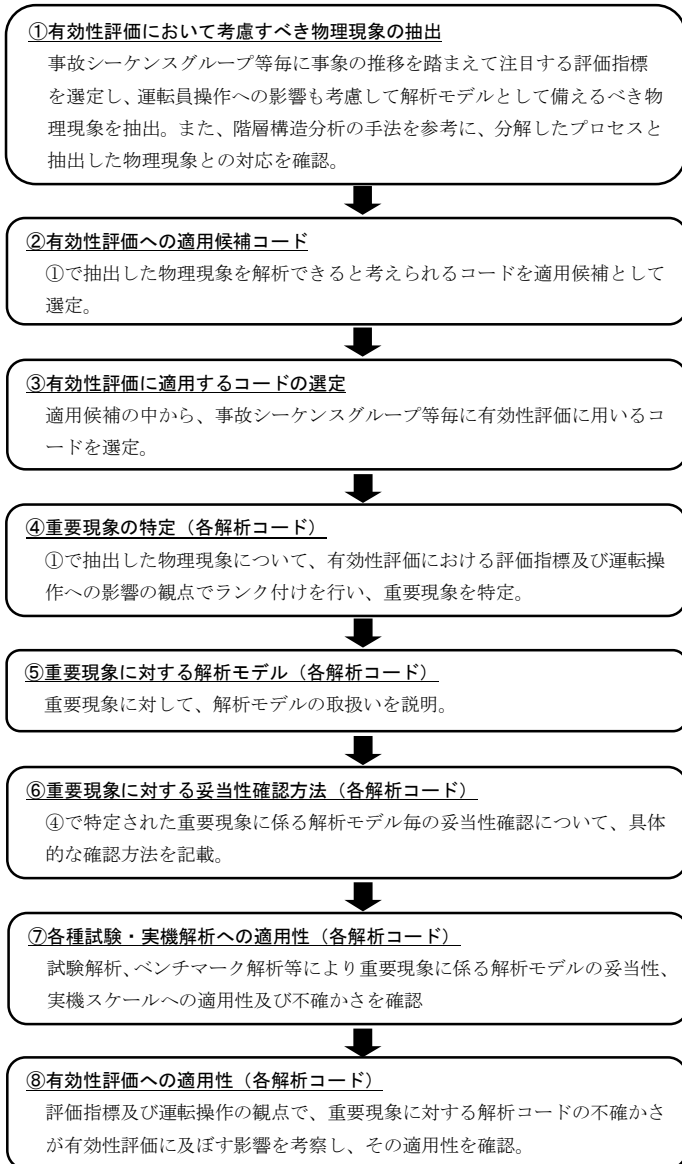 ①有効性評価において考慮すべき物理現象の抽出
事故シーケンスグループ等毎に事象の推移を踏まえて注目する評価指標
を選定し、運転員操作への影響も考慮して解析モデルとして備えるべき物
理現象を抽出。また、階層構造分析の手法を参考に、分解したプロセスと
抽出した物理現象との対応を確認。
②有効性評価への適用候補コード
①で抽出した物理現象を解析できると考えられるコードを適用候補として
選定。
③有効性評価に適用するコードの選定
適用候補の中から、事故シーケンスグループ等毎に有効性評価に用いるコ
ードを選定。
④重要現象の特定（各解析コード）
①で抽出した物理現象について、有効性評価における評価指標及び運転操
作への影響の観点でランク付けを行い、重要現象を特定。
⑤重要現象に対する解析モデル（各解析コード）
重要現象に対して、解析モデルの取扱いを説明。
⑥重要現象に対する妥当性確認方法（各解析コード）
④で特定された重要現象に係る解析モデル毎の妥当性確認について、具体
的な確認方法を記載。
⑦各種試験・実機解析への適用性（各解析コード）
試験解析、ベンチマーク解析等により重要現象に係る解析モデルの妥当性、
実機スケールへの適用性及び不確かさを確認
⑧有効性評価への適用性（各解析コード）
評価指標及び運転操作の観点で、重要現象に対する解析コードの不確かさ
が有効性評価に及ぼす影響を考察し、その適用性を確認。